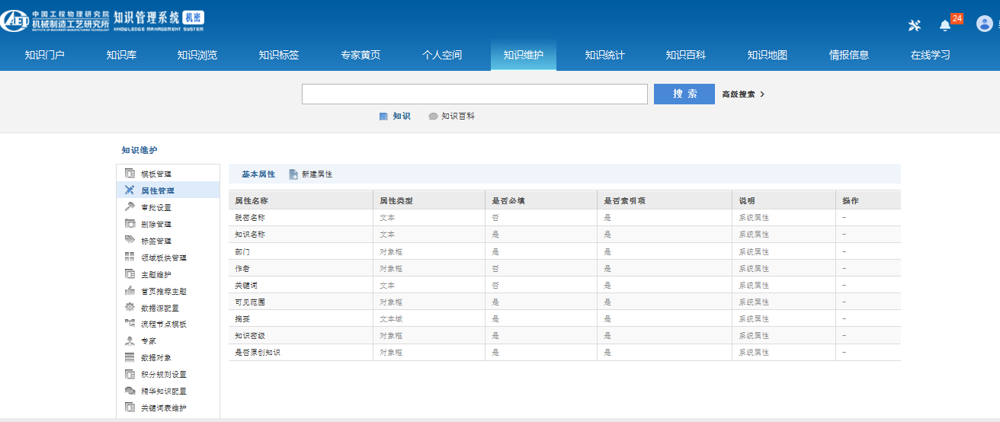 中国工程物理研究院
机械制造工艺研究所
INSTITUTE OF MACHINERY MANUFACTURING TECHNOLOGY
知识管理系统 机密
KNOWLEDGE MANAGEMENT SYSTEM
24
知识门户 知识库 知识浏览 知识标签 专家黄页 个人空间 知识维护 知识统计 知识百科 知识地图 情报信息 在线学习
搜索 高级搜索 >
知识 知识百科
知识维护
模板管理
属性管理
审批设置
删除管理
标签管理
领域板块管理
主题维护
首页推荐主题
数据源配置
流程节点模板
专家
数据对象
积分规则设置
精华知识配置
关键词表维护
基本属性 新建属性
属性名称 属性类型 是否必填 是否索引项 说明 操作
脱密名称 文本 否 是 系统属性 -
知识名称 文本 是 是 系统属性 -
部门 对象框 是 是 系统属性 -
作者 对象框 否 是 系统属性 -
关键词 文本 否 是 系统属性 -
可见范围 对象框 是 是 系统属性 -
摘要 文本域 是 是 系统属性 -
知识密级 对象框 是 是 系统属性 -
是否原创知识 对象框 是 是 系统属性 -